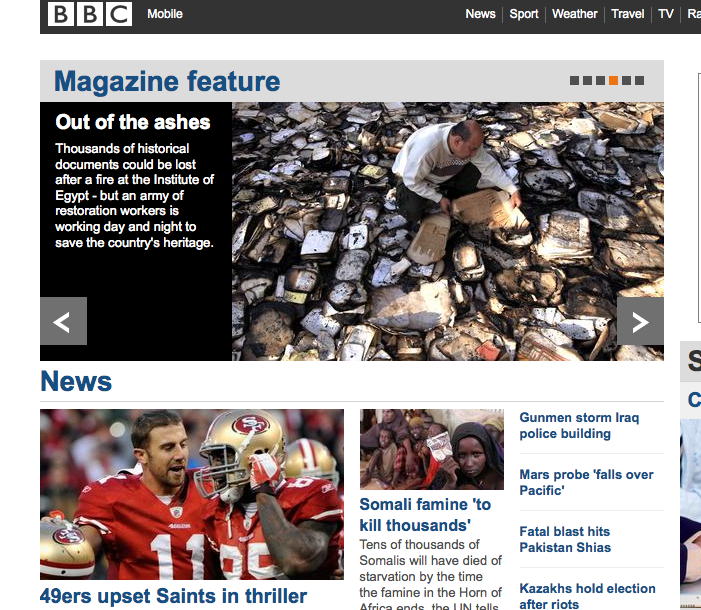 BBC Mobile News Sport Weather Travel TV Ra
Magazine feature
Out of the ashes
Thousands of historical
documents could be lost
after a fire at the Institute of
Egypt - but an army of
restoration workers is
working day and night to
save the country's heritage.
News
49ers upset Saints in thriller
Somali famine 'to
kill thousands'
Tens of thousands of
Somalis will have died of
starvation by the time
the famine in the Horn of
Africa ends, the UN tells
Gunmen storm Iraq
police building
Mars probe 'falls over
Pacific'
Fatal blast hits
Pakistan Shias
Kazakhs hold election
after riots
S
C
SF
11